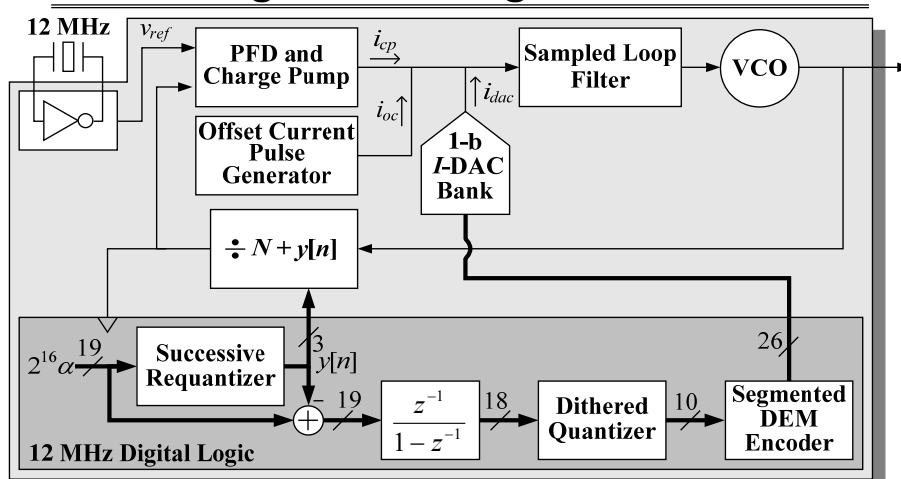 12 MHz
v_ref
PFD and
Charge Pump
i_cp
Sampled Loop
Filter
VCO
i_oc
i_dac
Offset Current
Pulse
Generator
1-b
I-DAC
Bank
÷ N + y[n]
2^16 α
19
Successive
Requantizer
3
y[n]
26
−
+
19
z^−1
1 − z^−1
18
Dithered
Quantizer
10
Segmented
DEM
Encoder
12 MHz Digital Logic